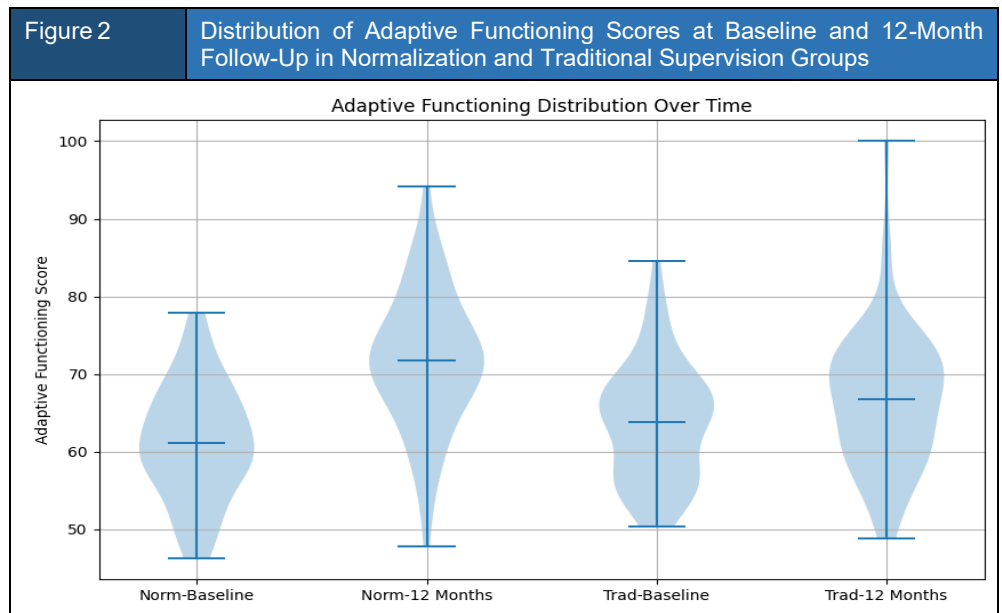 Figure 2
Distribution of Adaptive Functioning Scores at Baseline and 12-Month
Follow-Up in Normalization and Traditional Supervision Groups
Adaptive Functioning Distribution Over Time
Adaptive Functioning Score
100
90
80
70
60
50
Norm-Baseline
Norm-12 Months
Trad-Baseline
Trad-12 Months